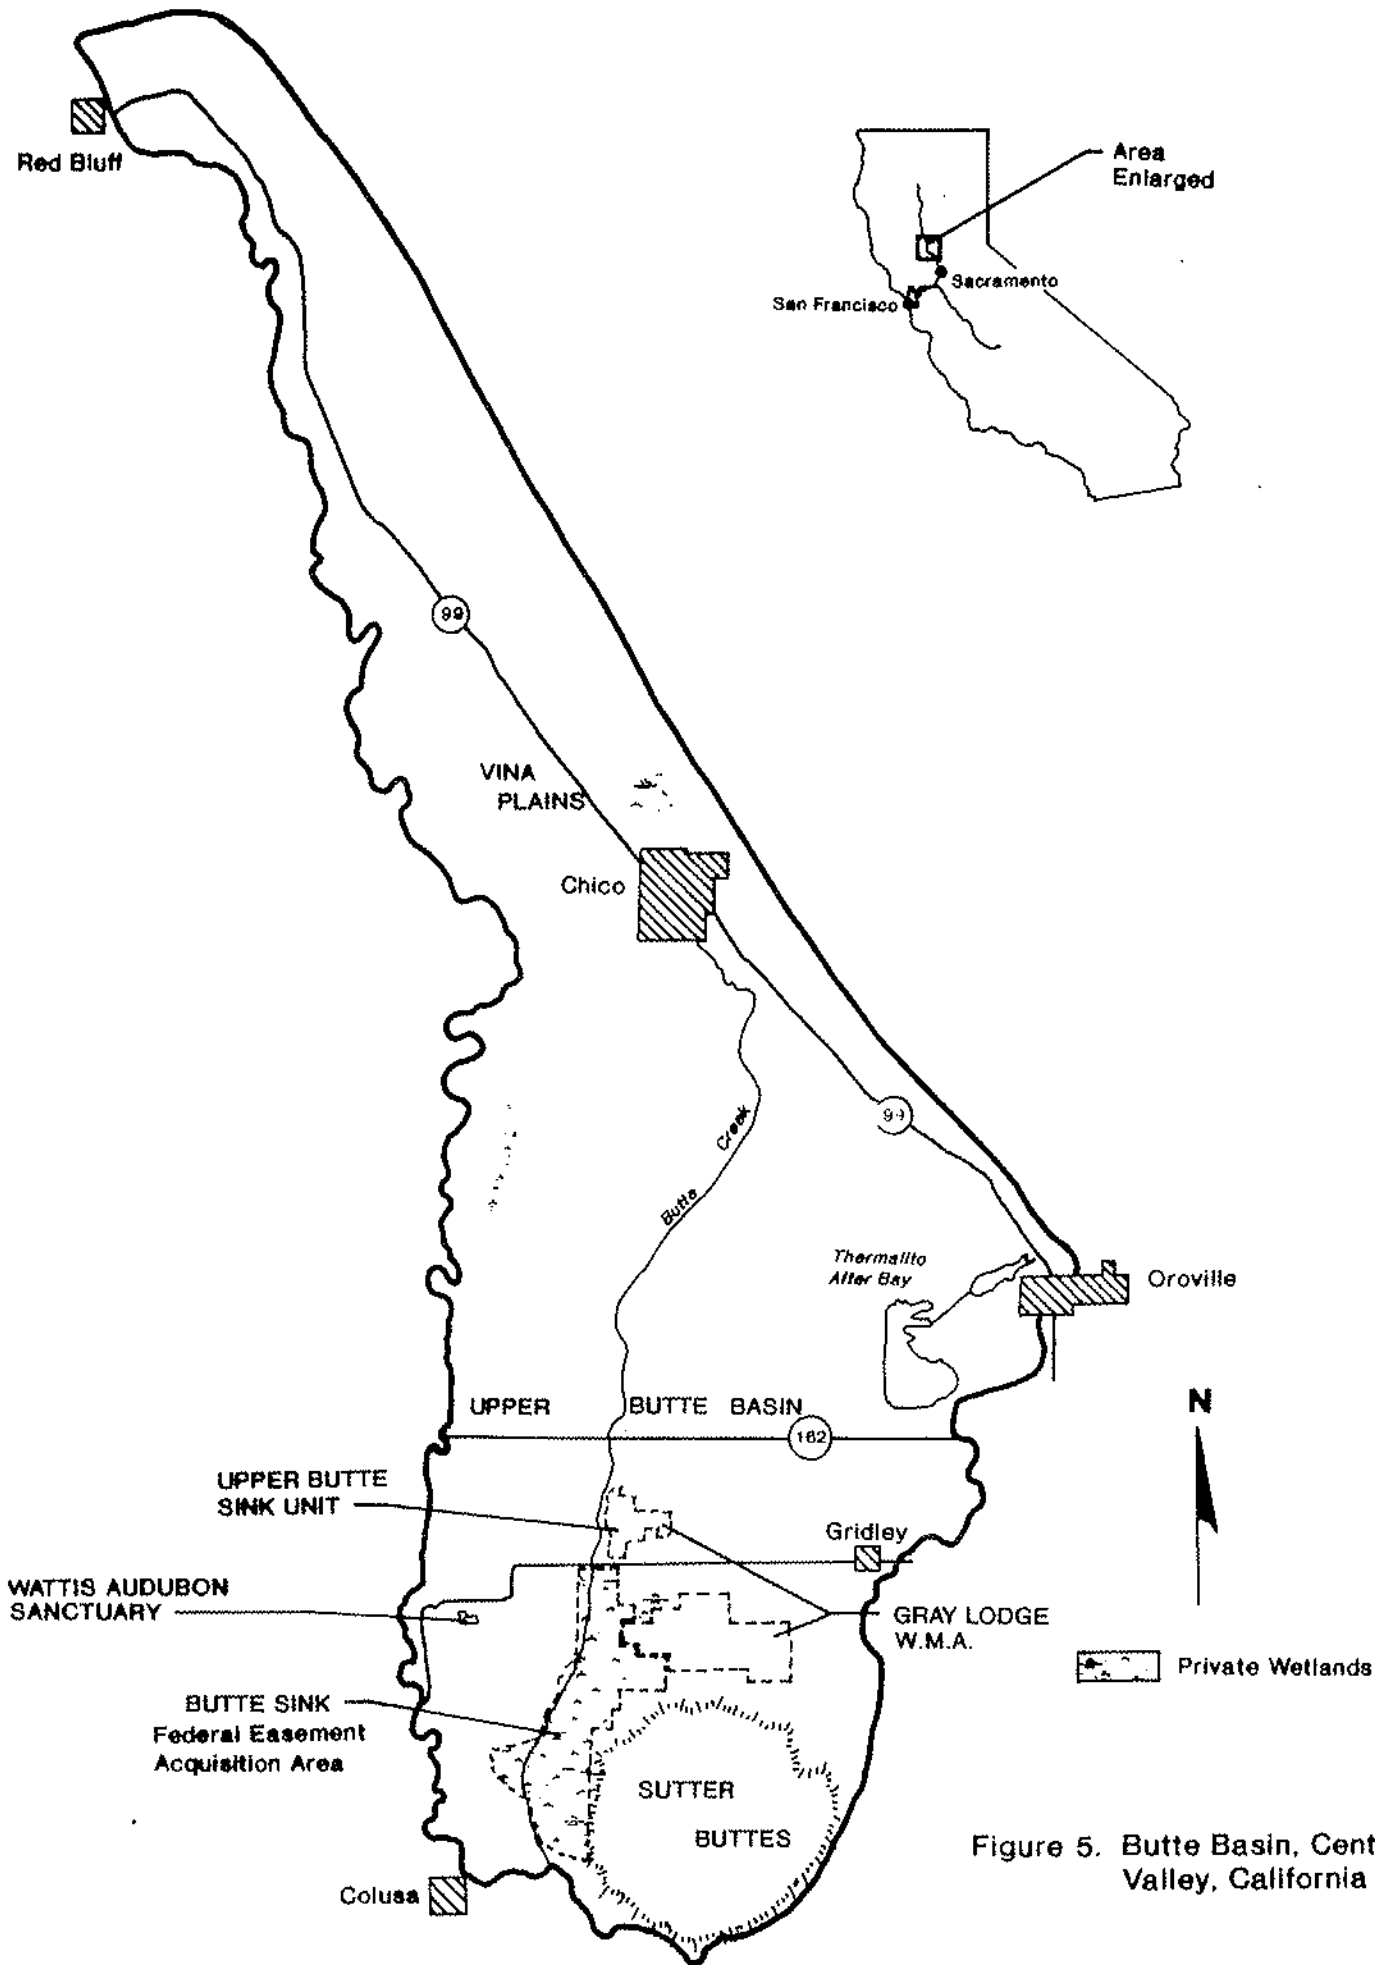 Red Bluff
Area
Enlarged
Sacramento
San Francisco
99
VINA
PLAINS
Chico
99
Butte Creek
Thermalito
After Bay
Oroville
UPPER BUTTE BASIN
162
N
UPPER BUTTE
SINK UNIT
Gridley
WATTIS AUDUBON
SANCTUARY
GRAY LODGE
W.M.A.
Private Wetlands
BUTTE SINK
Federal Easement
Acquisition Area
SUTTER
BUTTES
Colusa
Figure 5. Butte Basin, Cent
Valley, California